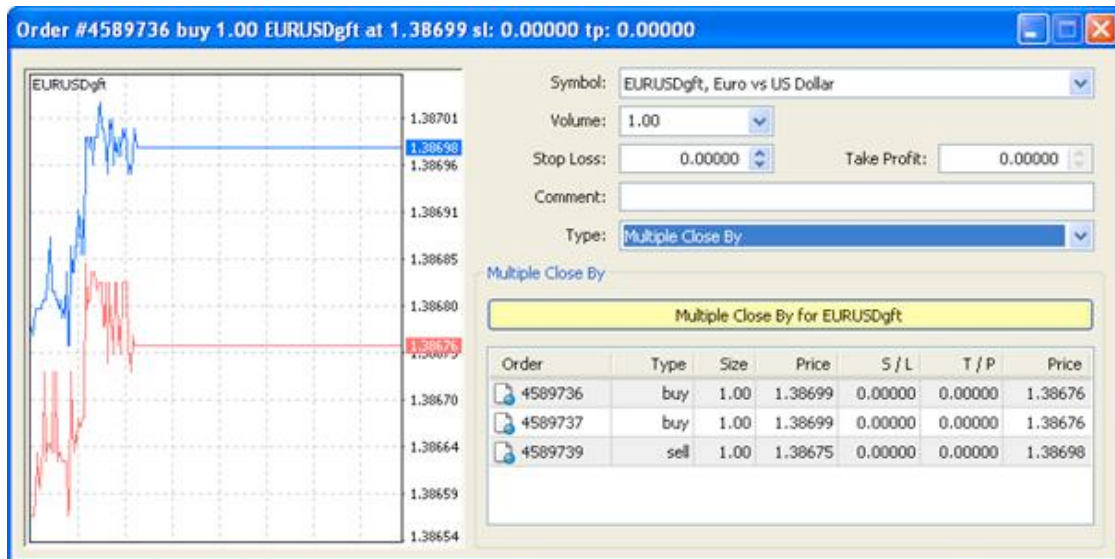 Order #4589736 buy 1.00 EURUSDgft at 1.38699 sl: 0.00000 tp: 0.00000
EURUSDgft
1.38701
1.38698
1.38696
1.38691
1.38685
1.38680
1.38676
1.38670
1.38664
1.38659
1.38654
Symbol: EURUSDgft, Euro vs US Dollar
Volume: 1.00
Stop Loss: 0.00000 Take Profit: 0.00000
Comment:
Type: Multiple Close By
Multiple Close By
Multiple Close By for EURUSDgft
Order Type Size Price S / L T / P Price
4589736 buy 1.00 1.38699 0.00000 0.00000 1.38676
4589737 buy 1.00 1.38699 0.00000 0.00000 1.38676
4589739 sell 1.00 1.38675 0.00000 0.00000 1.38698